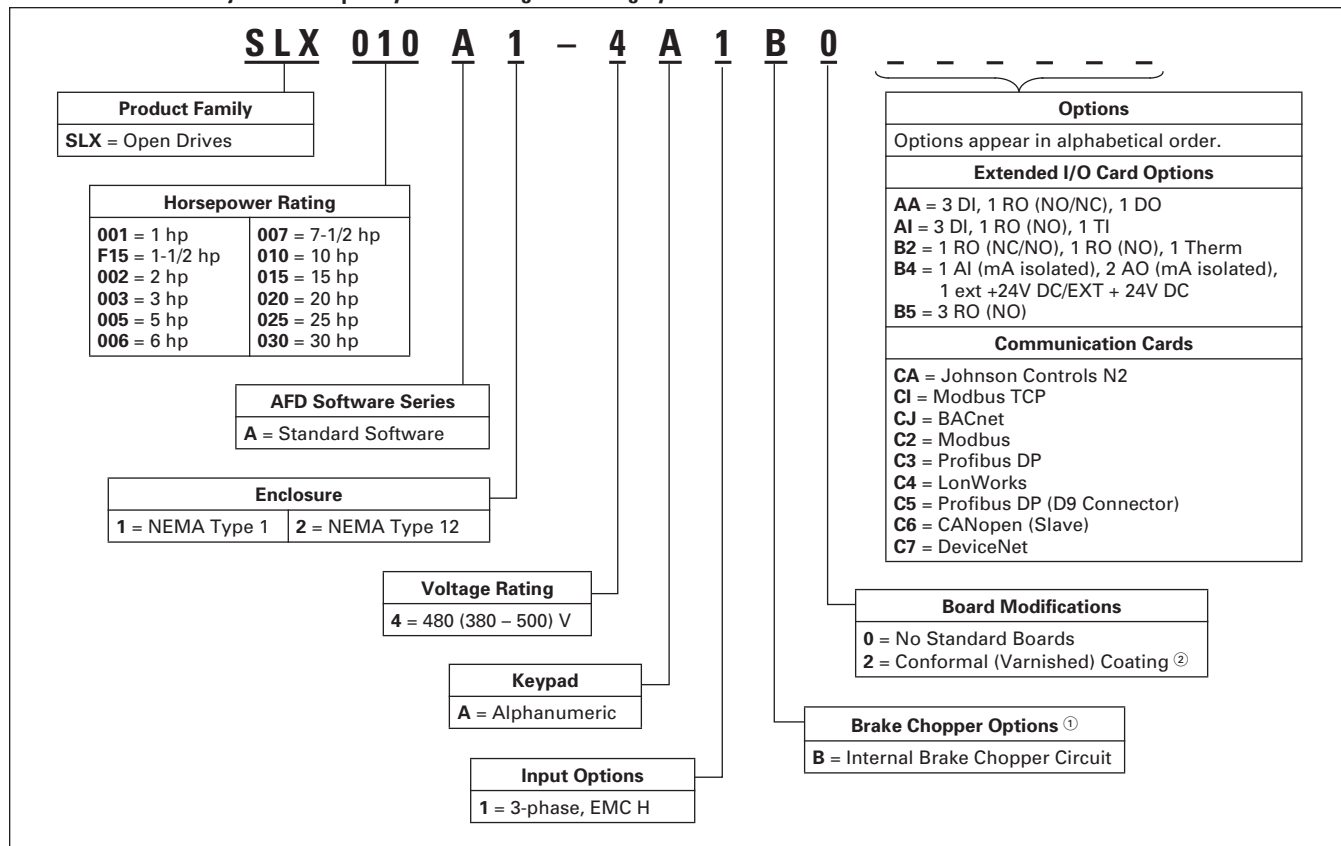 SLX 010 A 1 – 4 A 1 B 0 _ _ _ _ _ _
Product Family
SLX = Open Drives
Horsepower Rating
001 = 1 hp
F15 = 1-1/2 hp
002 = 2 hp
003 = 3 hp
005 = 5 hp
006 = 6 hp
007 = 7-1/2 hp
010 = 10 hp
015 = 15 hp
020 = 20 hp
025 = 25 hp
030 = 30 hp
AFD Software Series
A = Standard Software
Enclosure
1 = NEMA Type 1
2 = NEMA Type 12
Voltage Rating
4 = 480 (380 – 500) V
Keypad
A = Alphanumeric
Input Options
1 = 3-phase, EMC H
Options
Options appear in alphabetical order.
Extended I/O Card Options
AA = 3 DI, 1 RO (NO/NC), 1 DO
AI = 3 DI, 1 RO (NO), 1 TI
B2 = 1 RO (NC/NO), 1 RO (NO), 1 Therm
B4 = 1 AI (mA isolated), 2 AO (mA isolated),
1 ext +24V DC/EXT + 24V DC
B5 = 3 RO (NO)
Communication Cards
CA = Johnson Controls N2
CI = Modbus TCP
CJ = BACnet
C2 = Modbus
C3 = Profibus DP
C4 = LonWorks
C5 = Profibus DP (D9 Connector)
C6 = CANopen (Slave)
C7 = DeviceNet
Board Modifications
0 = No Standard Boards
2 = Conformal (Varnished) Coating ②
Brake Chopper Options ①
B = Internal Brake Chopper Circuit